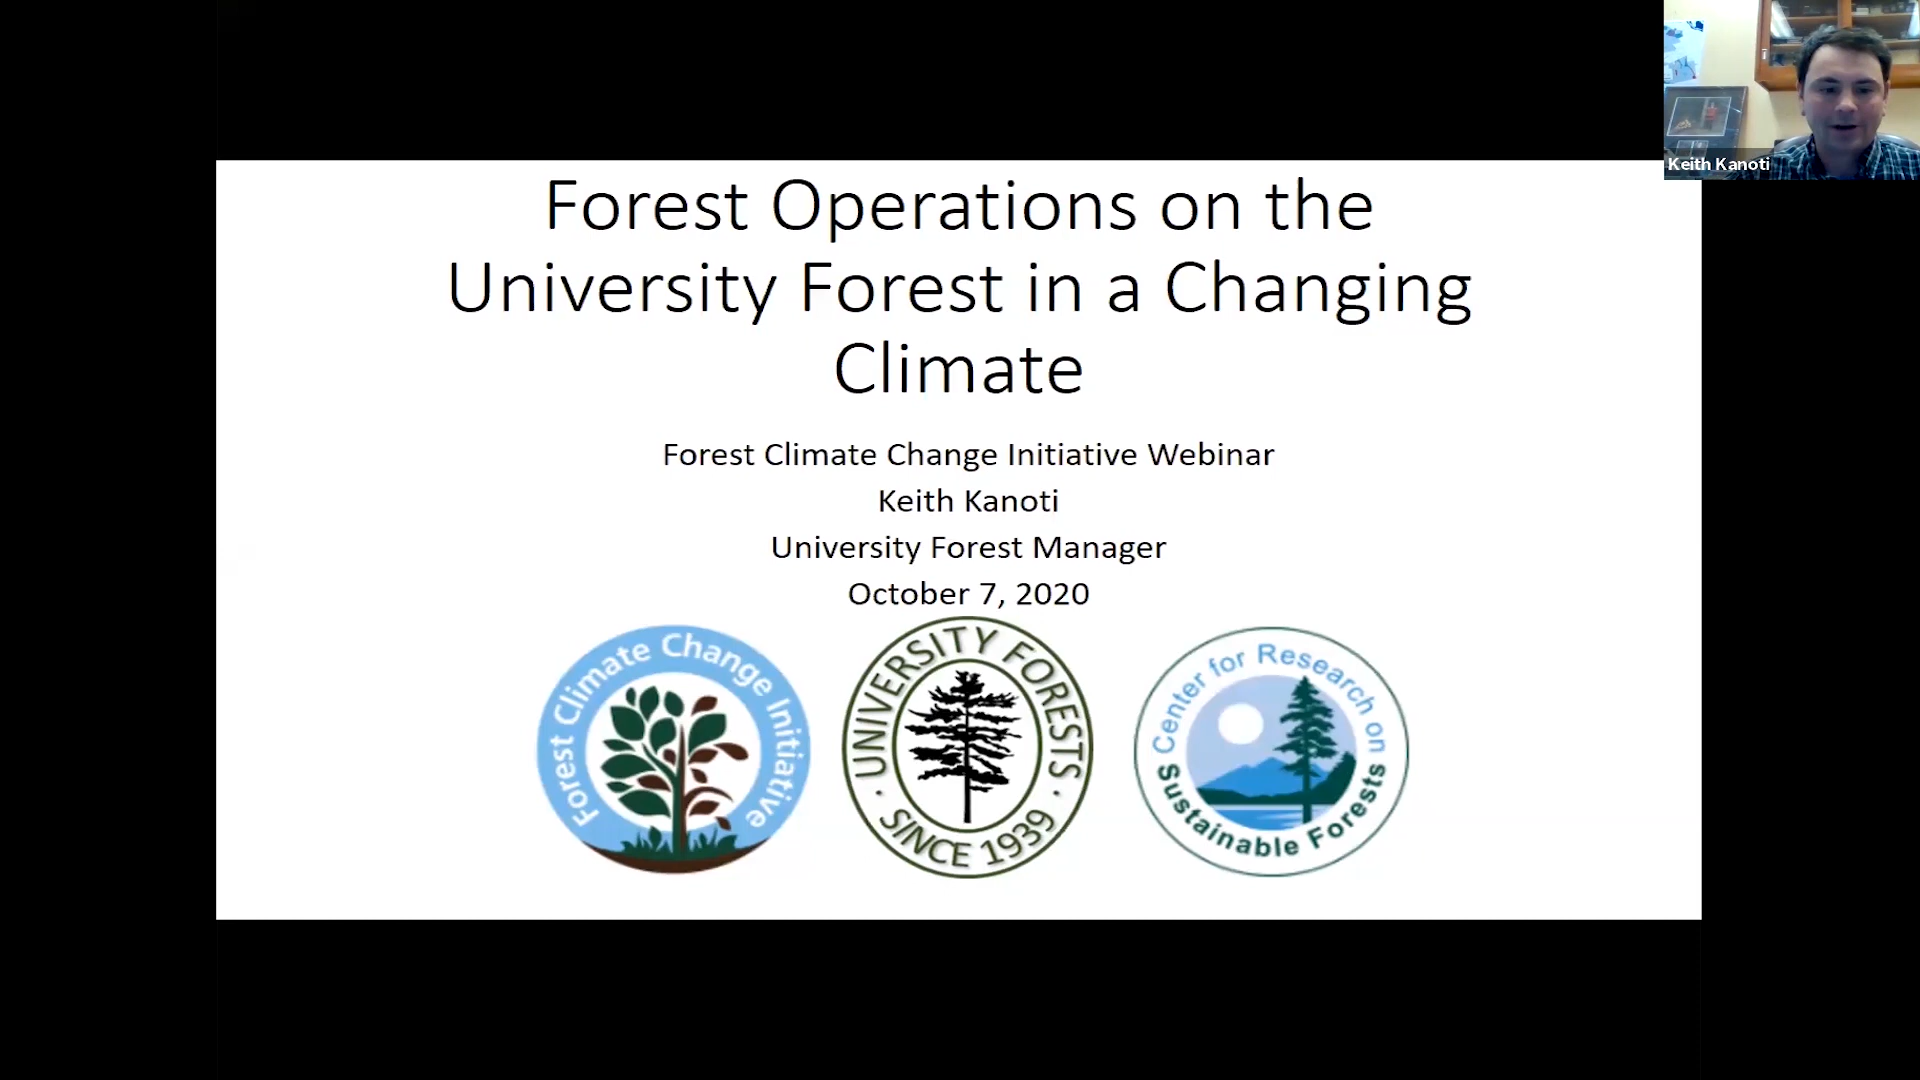 Keith Kanoti
Forest Operations on the
University Forest in a Changing
Climate
Forest Climate Change Initiative Webinar
Keith Kanoti
University Forest Manager
October 7, 2020
Forest Climate Change Initiative
UNIVERSITY FORESTS
· SINCE 1939 ·
Center for Research on
Sustainable Forests